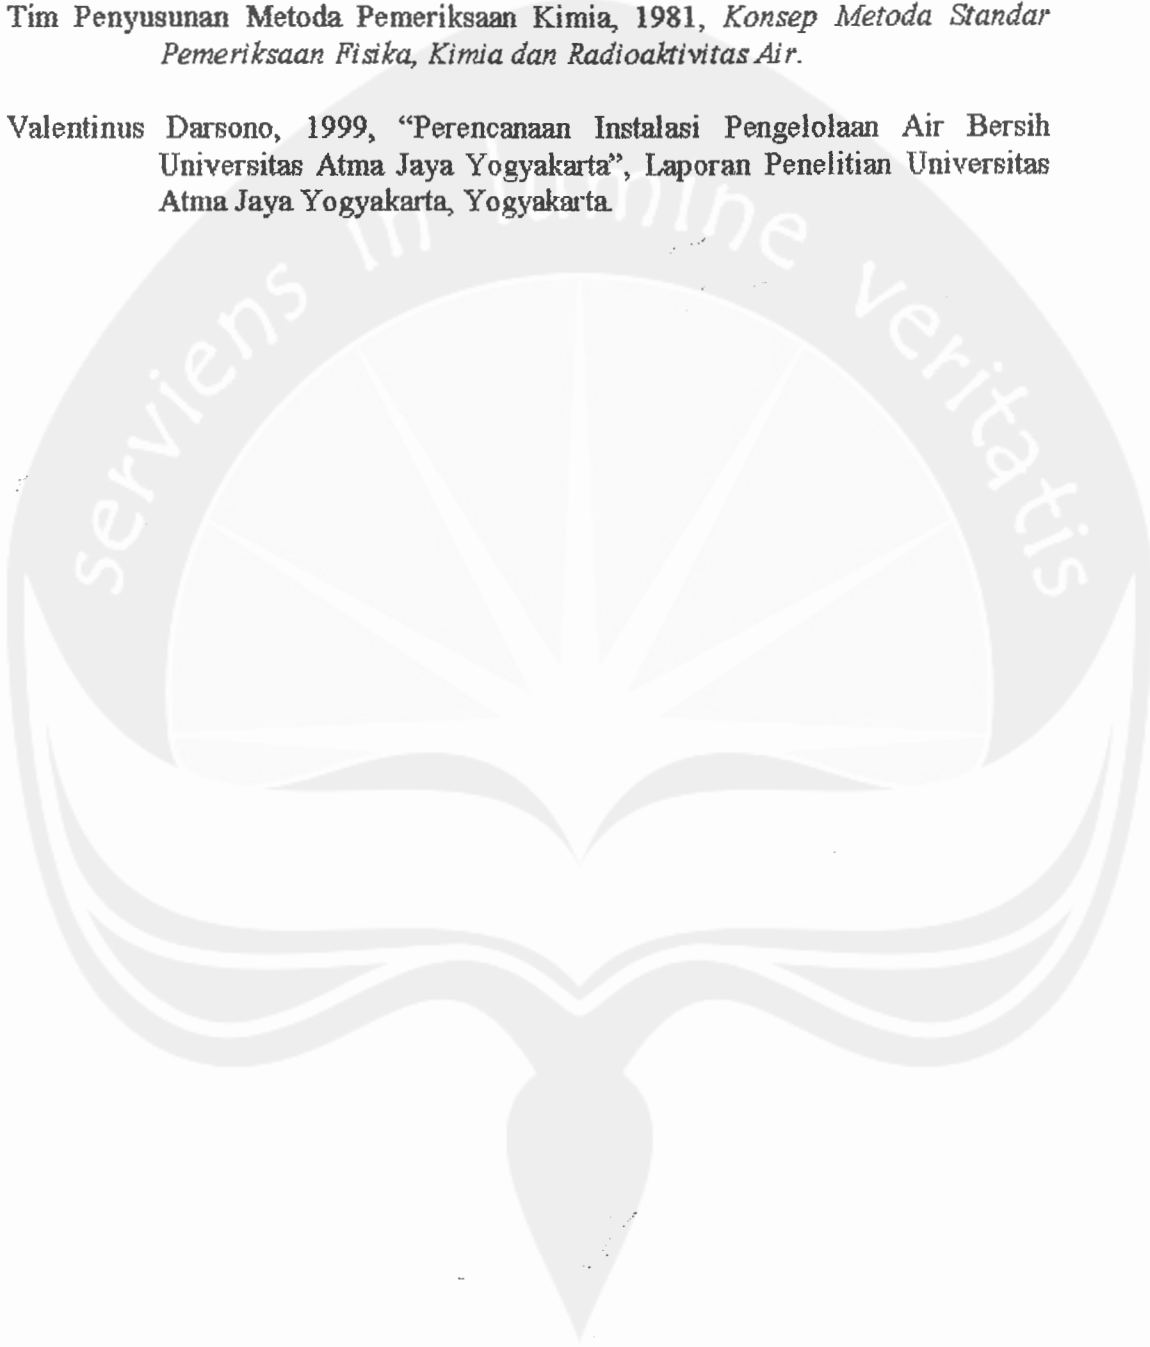 Tim Penyusunan Metoda Pemeriksaan Kimia, 1981, Konsep Metoda Standar
Pemeriksaan Fisika, Kimia dan Radioaktivitas Air.
Valentinus Darsono, 1999, “Perencanaan Instalasi Pengelolaan Air Bersih
Universitas Atma Jaya Yogyakarta”, Laporan Penelitian Universitas
Atma Jaya Yogyakarta, Yogyakarta.
serviens in lumine veritatis